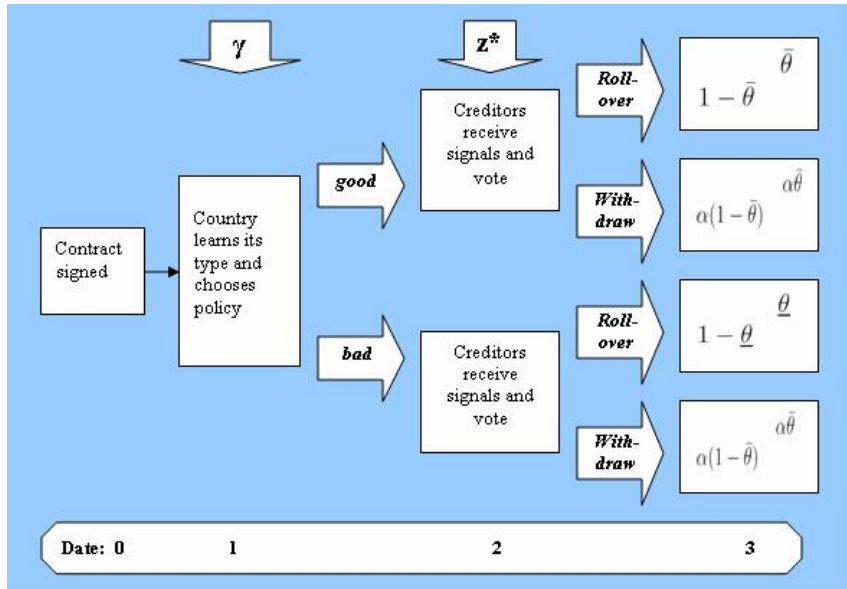 γ
z*
Contract
signed
Country
learns its
type and
chooses
policy
good
bad
Creditors
receive
signals and
vote
Creditors
receive
signals and
vote
Roll-
over
θ̄
1 − θ̄
With-
draw
αθ̄
α(1 − θ̄)
Roll-
over
θ̲
1 − θ̲
With-
draw
αθ̄
α(1 − θ̄)
Date: 0 1 2 3